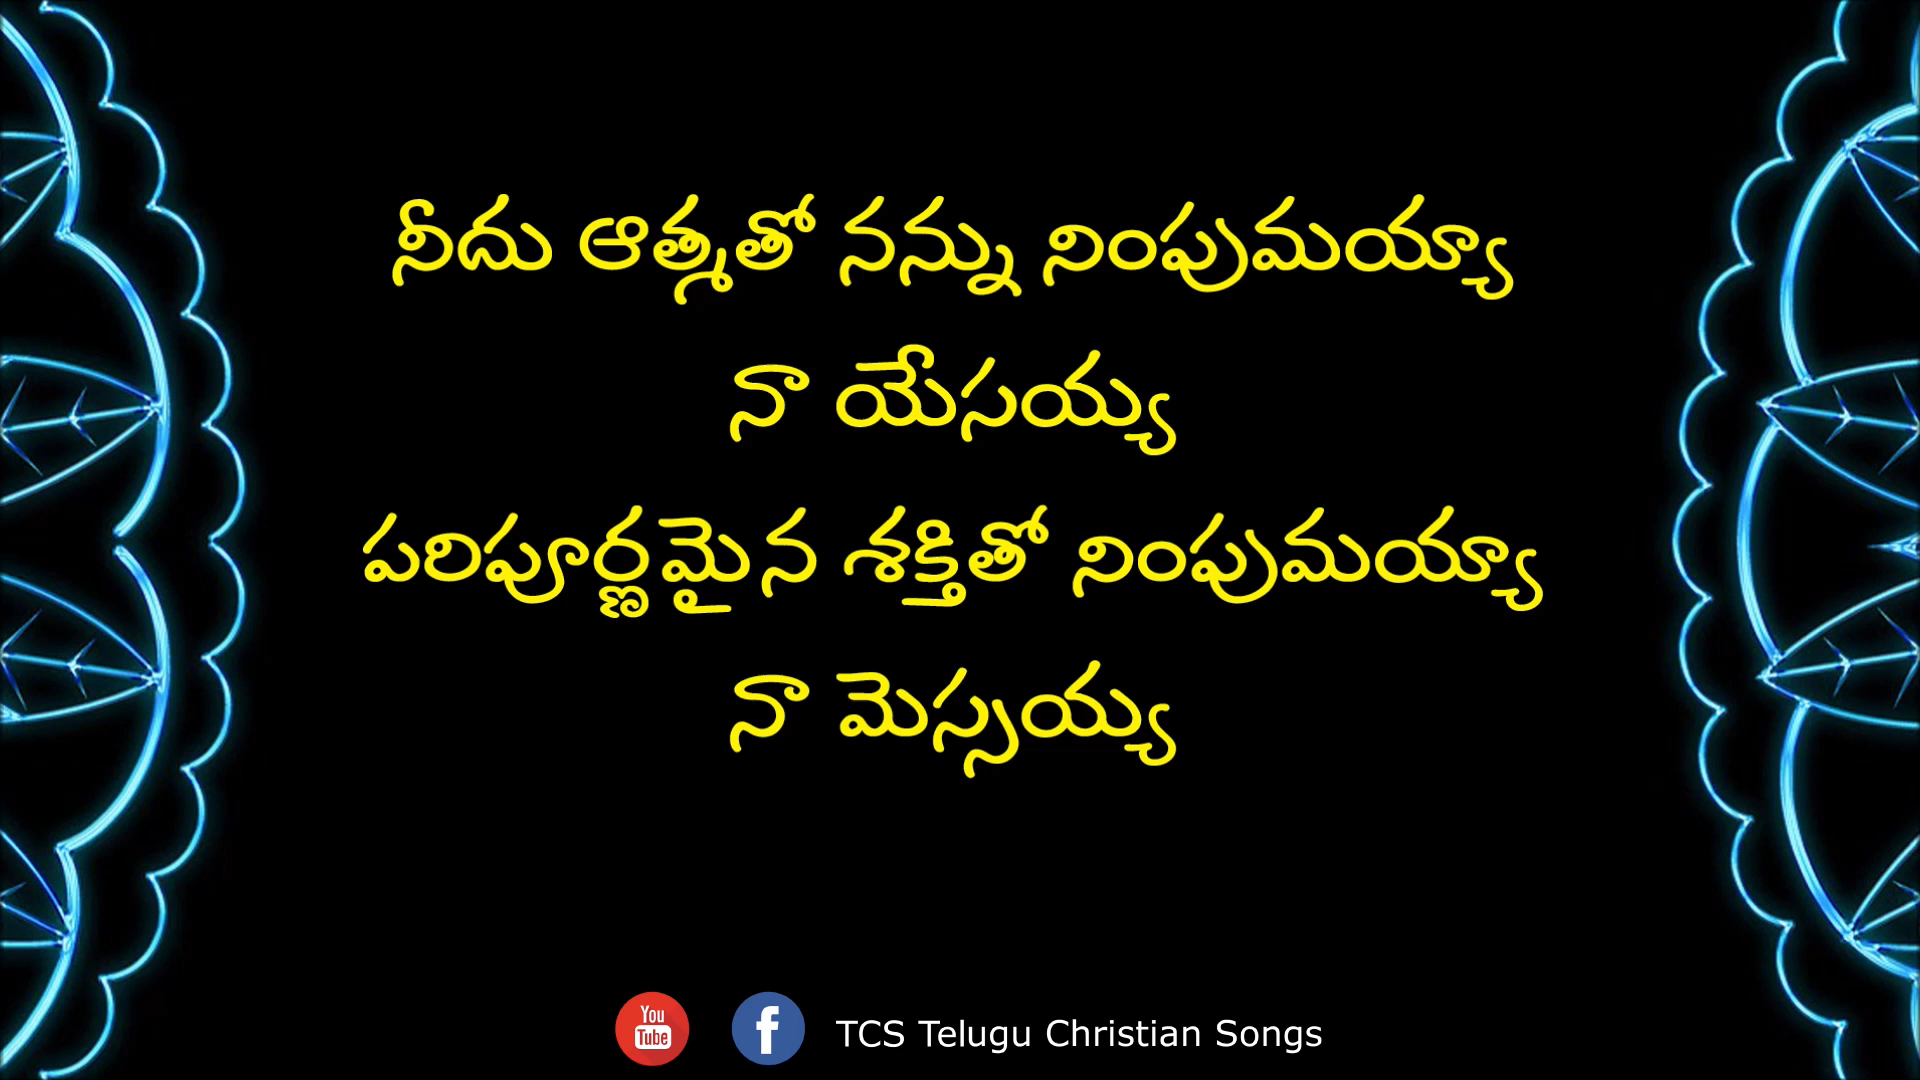 నీదు ఆత్మతో నన్ను నింపుమయ్యా
నా యేసయ్య
పరిపూర్ణమైన శక్తితో నింపుమయ్యా
నా మెస్సయ్య
You
Tube
f
TCS Telugu Christian Songs